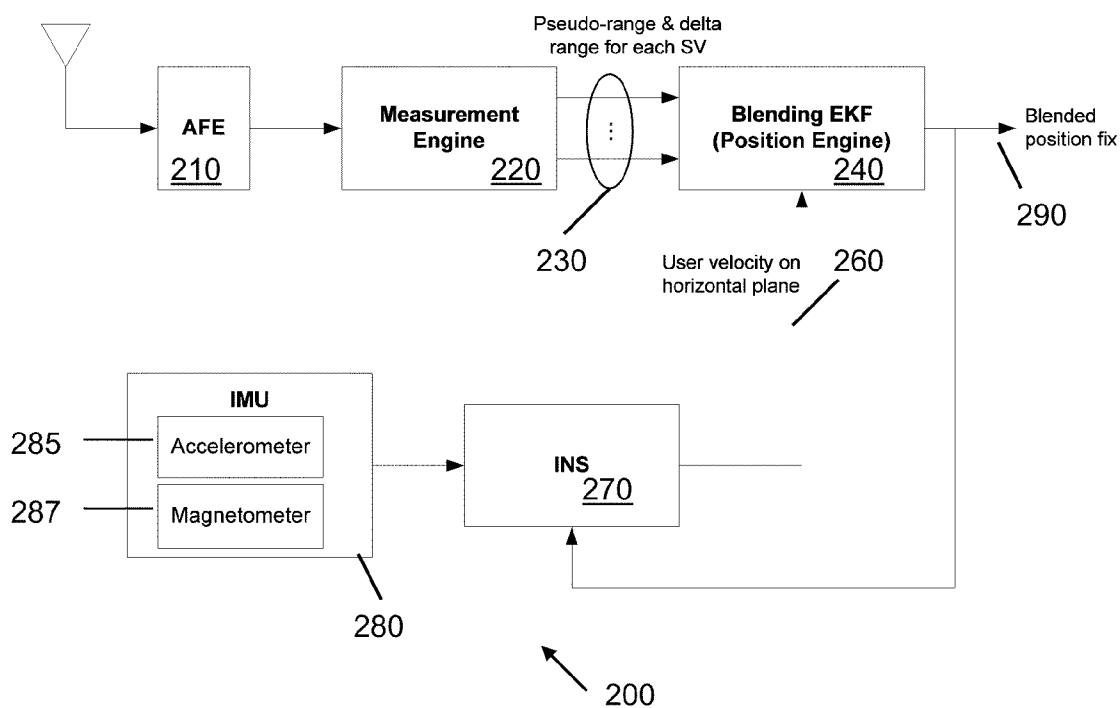 Pseudo-range & delta
range for each SV
AFE
210
Measurement
Engine
220
Blending EKF
(Position Engine)
240
Blended
position fix
290
230
User velocity on
horizontal plane
260
IMU
285
Accelerometer
287
Magnetometer
INS
270
280
200